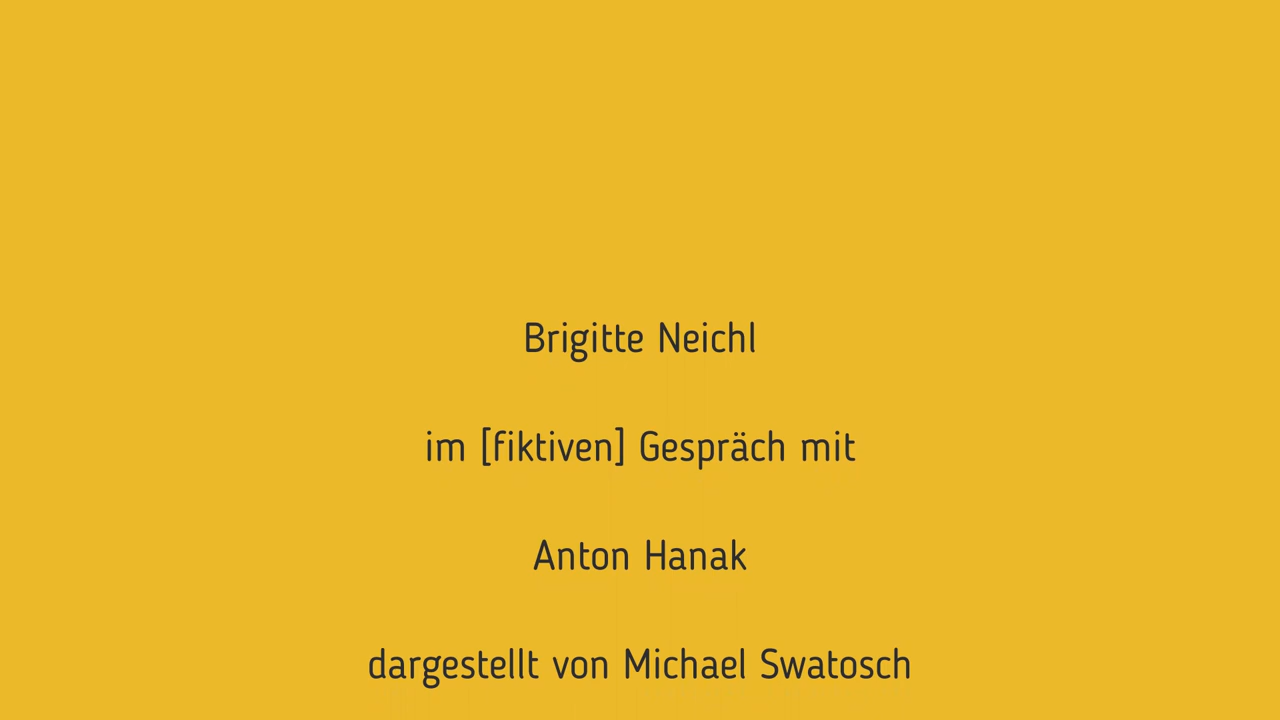 Brigitte Neichl
im [fiktiven] Gespräch mit
Anton Hanak
dargestellt von Michael Swatosch